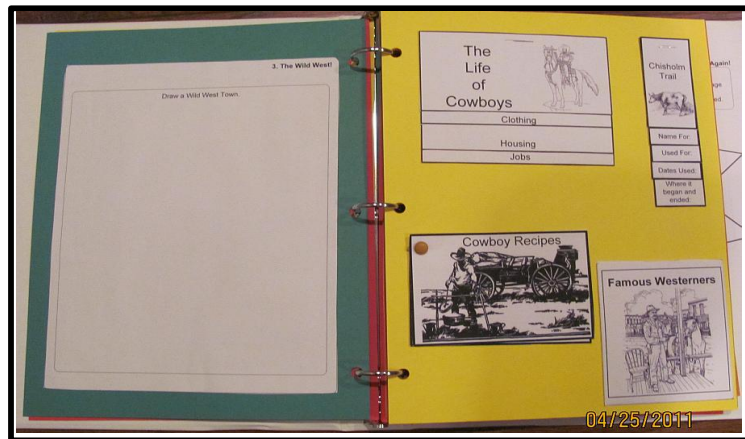 3. The Wild West!
Draw a Wild West Town.
The
Life
of
Cowboys
Clothing
Housing
Jobs
Chisholm
Trail
Name For:
Used For:
Dates Used:
Where it
began and
ended:
Again!
ed.
Cowboy Recipes
Famous Westerners
04/25/2011